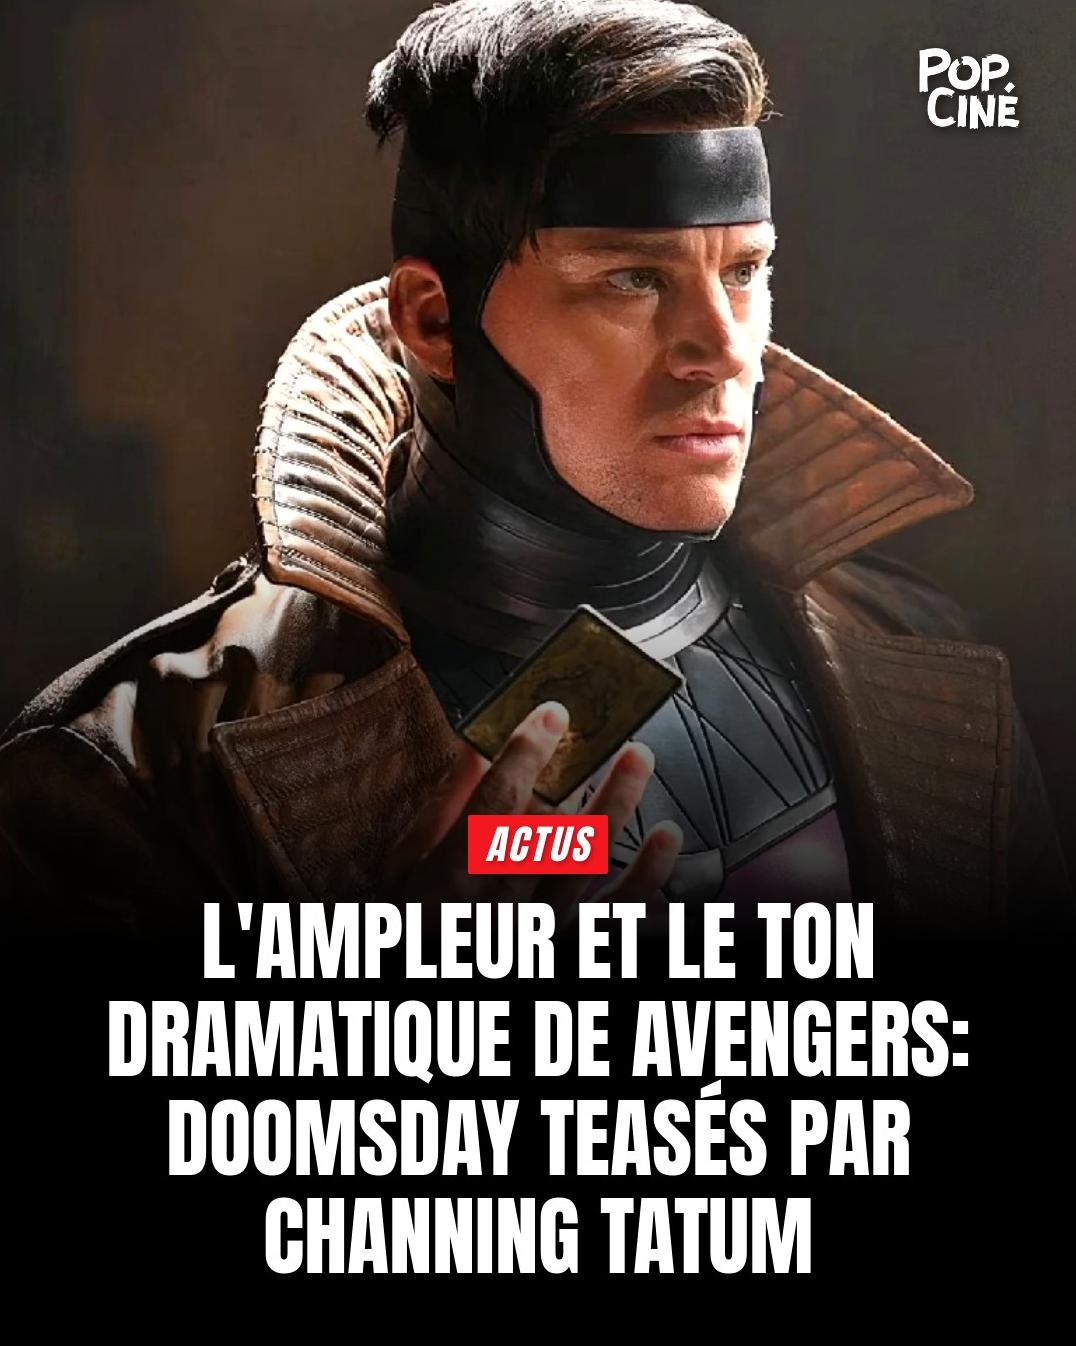 POP.
CINÉ
ACTUS
L'AMPLEUR ET LE TON
DRAMATIQUE DE AVENGERS:
DOOMSDAY TEASÉS PAR
CHANNING TATUM